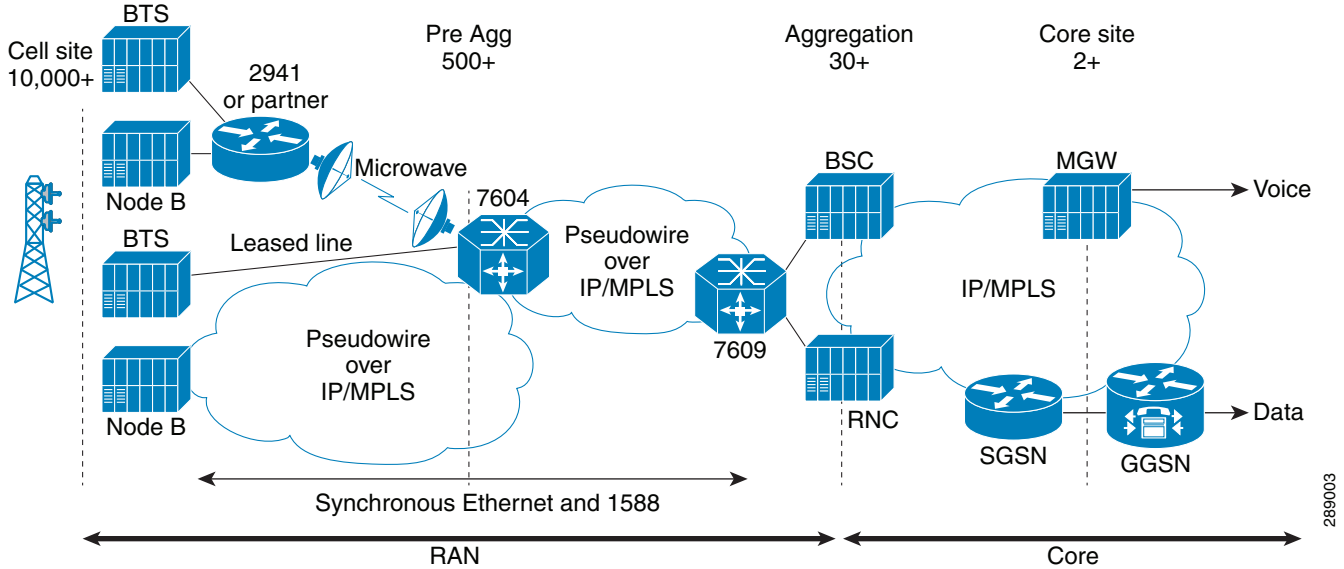 BTS
Cell site
10,000+
Pre Agg
500+
Aggregation
30+
Core site
2+
2941
or partner
Node B
Microwave
BTS
Leased line
7604
Pseudowire
over
IP/MPLS
7609
BSC
MGW
Voice
IP/MPLS
Pseudowire
over
IP/MPLS
Node B
RNC
SGSN
GGSN
Data
Synchronous Ethernet and 1588
RAN
Core
289003